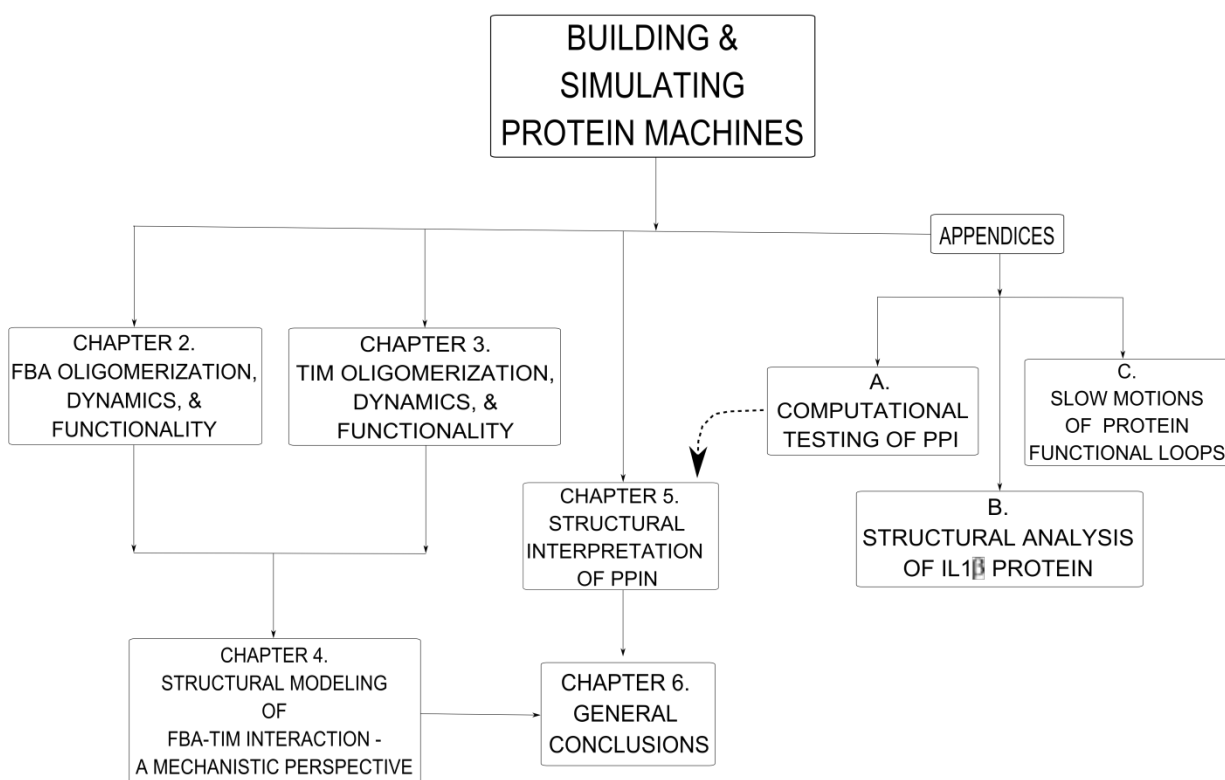 BUILDING &
SIMULATING
PROTEIN MACHINES
APPENDICES
CHAPTER 2.
FBA OLIGOMERIZATION,
DYNAMICS, &
FUNCTIONALITY
CHAPTER 3.
TIM OLIGOMERIZATION,
DYNAMICS, &
FUNCTIONALITY
A.
COMPUTATIONAL
TESTING OF PPI
C.
SLOW MOTIONS
OF PROTEIN
FUNCTIONAL LOOPS
CHAPTER 5.
STRUCTURAL
INTERPRETATION
OF PPIN
B.
STRUCTURAL ANALYSIS
OF IL1β PROTEIN
CHAPTER 4.
STRUCTURAL MODELING
OF
FBA-TIM INTERACTION -
A MECHANISTIC PERSPECTIVE
CHAPTER 6.
GENERAL
CONCLUSIONS